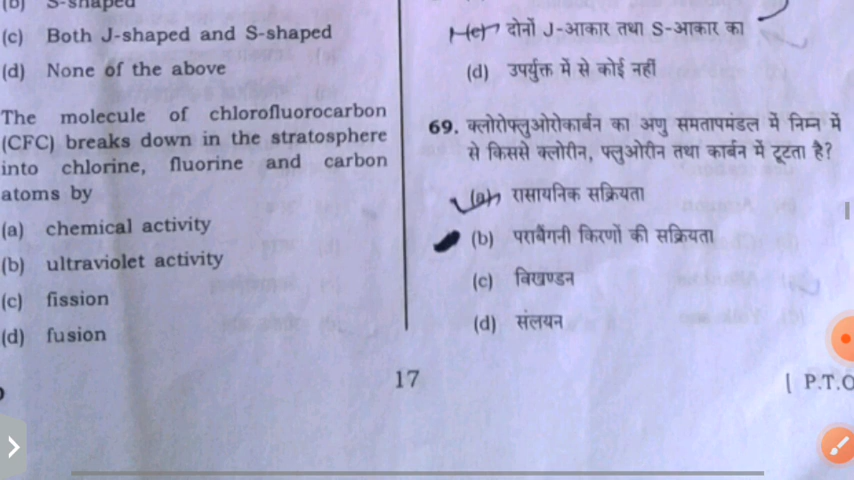 (b) S-shaped
(c) Both J-shaped and S-shaped
(d) None of the above
The molecule of chlorofluorocarbon
(CFC) breaks down in the stratosphere
into chlorine, fluorine and carbon
atoms by
(a) chemical activity
(b) ultraviolet activity
(c) fission
(d) fusion
(c) दोनों J-आकार तथा S-आकार का
(d) उपर्युक्त में से कोई नहीं
69. क्लोरोफ्लुओरोकार्बन का अणु समतापमंडल में निम्न में
से किससे क्लोरीन, फ्लुओरीन तथा कार्बन में टूटता है?
(a) रासायनिक सक्रियता
(b) पराबैंगनी किरणों की सक्रियता
(c) विखण्डन
(d) संलयन
17
[ P.T.O